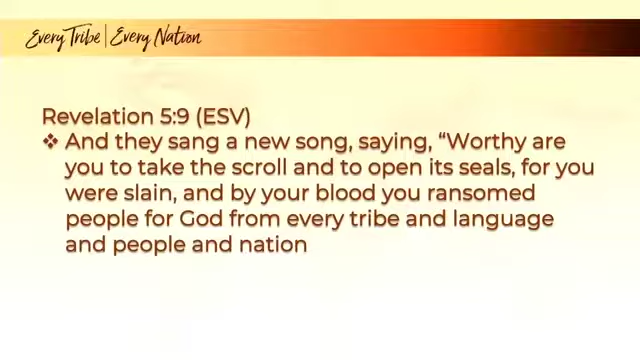 Every Tribe | Every Nation
Revelation 5:9 (ESV)
❖ And they sang a new song, saying, “Worthy are
you to take the scroll and to open its seals, for you
were slain, and by your blood you ransomed
people for God from every tribe and language
and people and nation